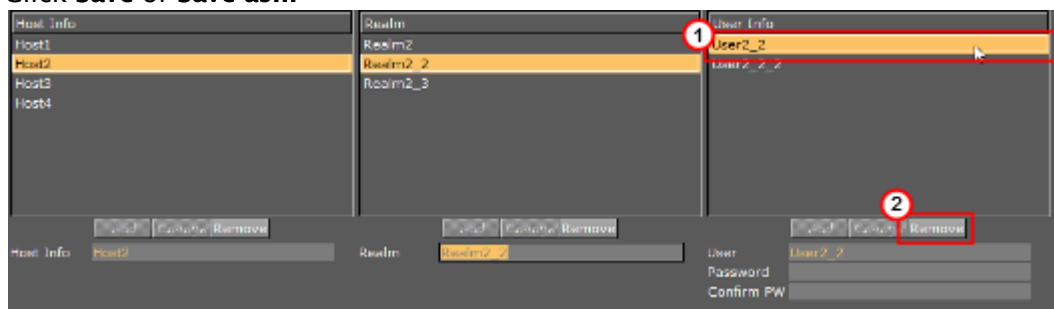 Click Save or Save as...
Host Info Realm User Info
1
Host1 Realm2 User2_2
Host2 Realm2_2 User2_2_2
Host3 Realm2_3
Host4
2
Remove Remove Remove
Host Info Host2 Realm Realm2_2 User User2_2
Password
Confirm PW